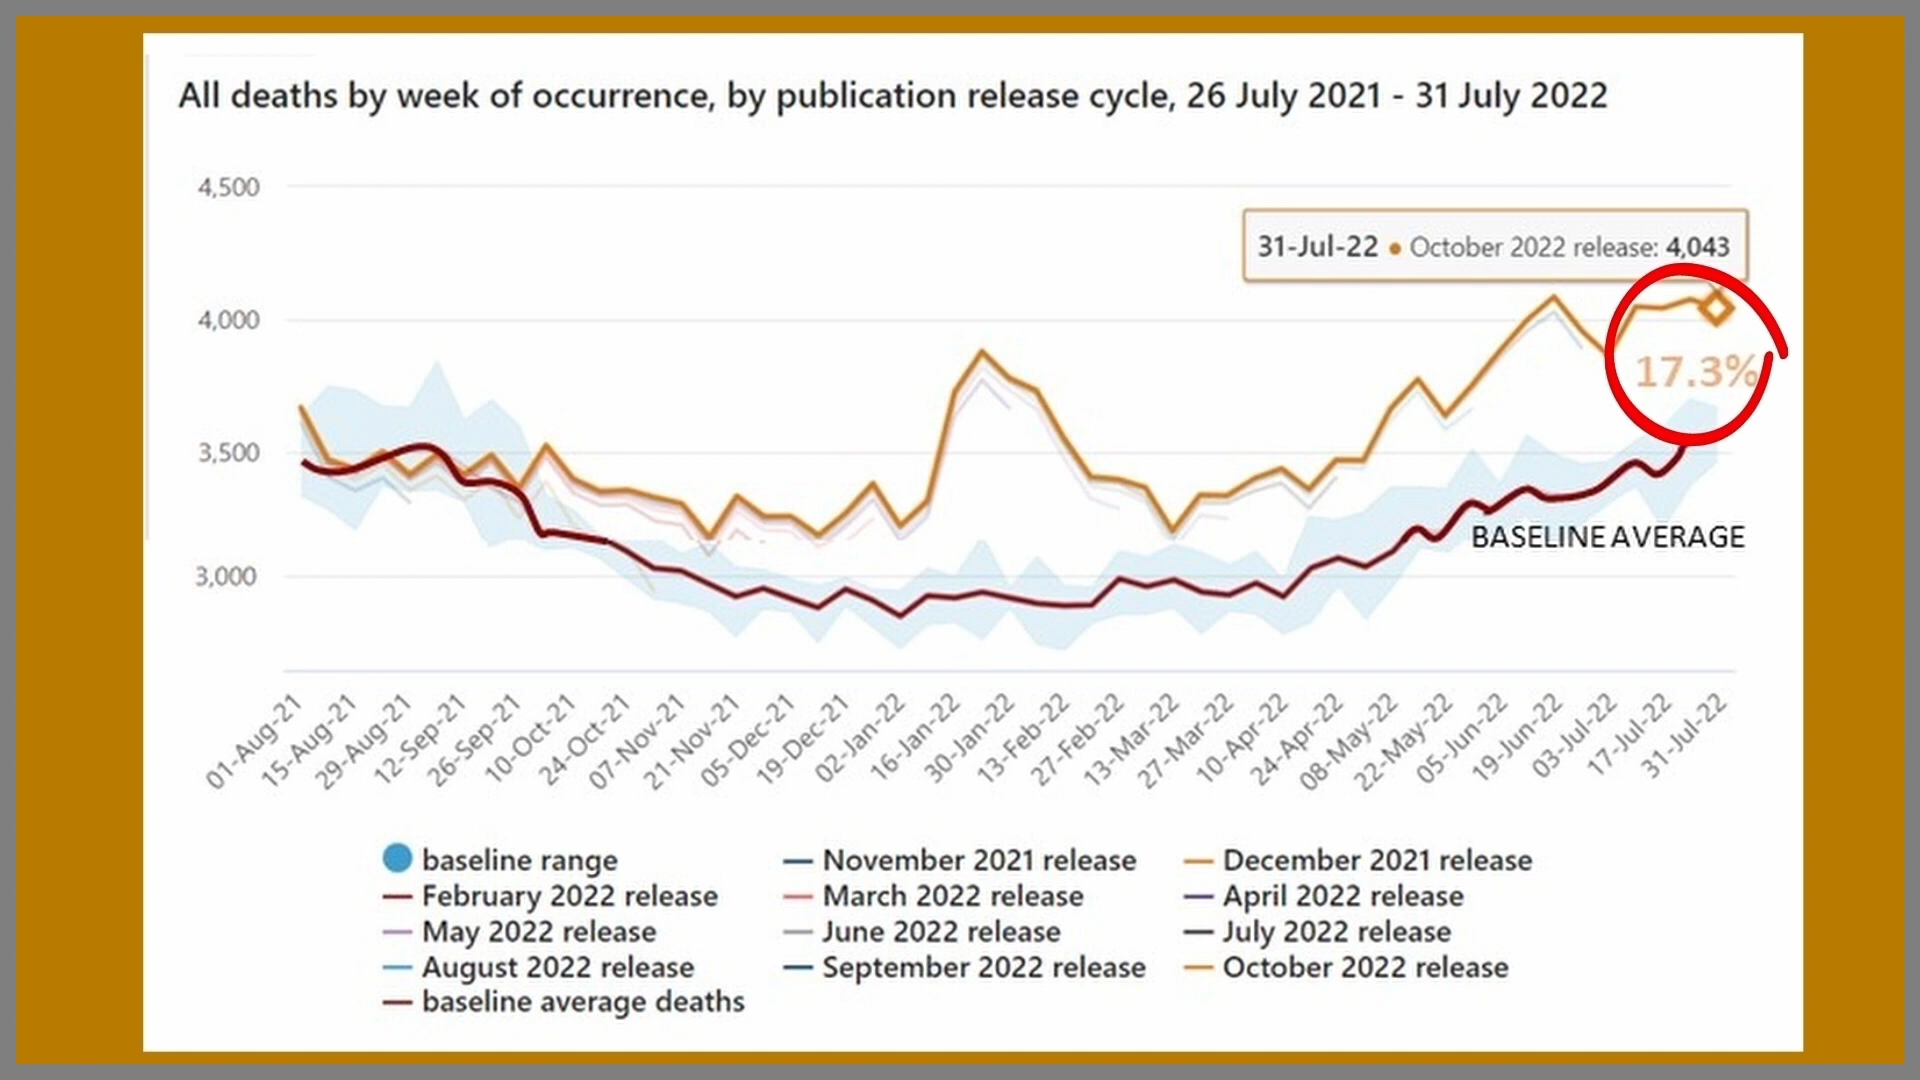 All deaths by week of occurrence, by publication release cycle, 26 July 2021 - 31 July 2022
4,500
31-Jul-22 ● October 2022 release: 4,043
4,000
17.3%
3,500
BASELINE AVERAGE
3,000
01-Aug-21
15-Aug-21
29-Aug-21
12-Sep-21
26-Sep-21
10-Oct-21
24-Oct-21
07-Nov-21
21-Nov-21
05-Dec-21
19-Dec-21
02-Jan-22
16-Jan-22
30-Jan-22
13-Feb-22
27-Feb-22
13-Mar-22
27-Mar-22
10-Apr-22
24-Apr-22
08-May-22
22-May-22
05-Jun-22
19-Jun-22
03-Jul-22
17-Jul-22
31-Jul-22
baseline range
November 2021 release
December 2021 release
February 2022 release
March 2022 release
April 2022 release
May 2022 release
June 2022 release
July 2022 release
August 2022 release
September 2022 release
October 2022 release
baseline average deaths